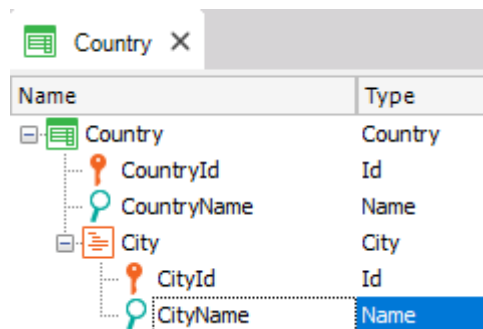 Country
Name Type
Country Country
CountryId Id
CountryName Name
City City
CityId Id
CityName Name